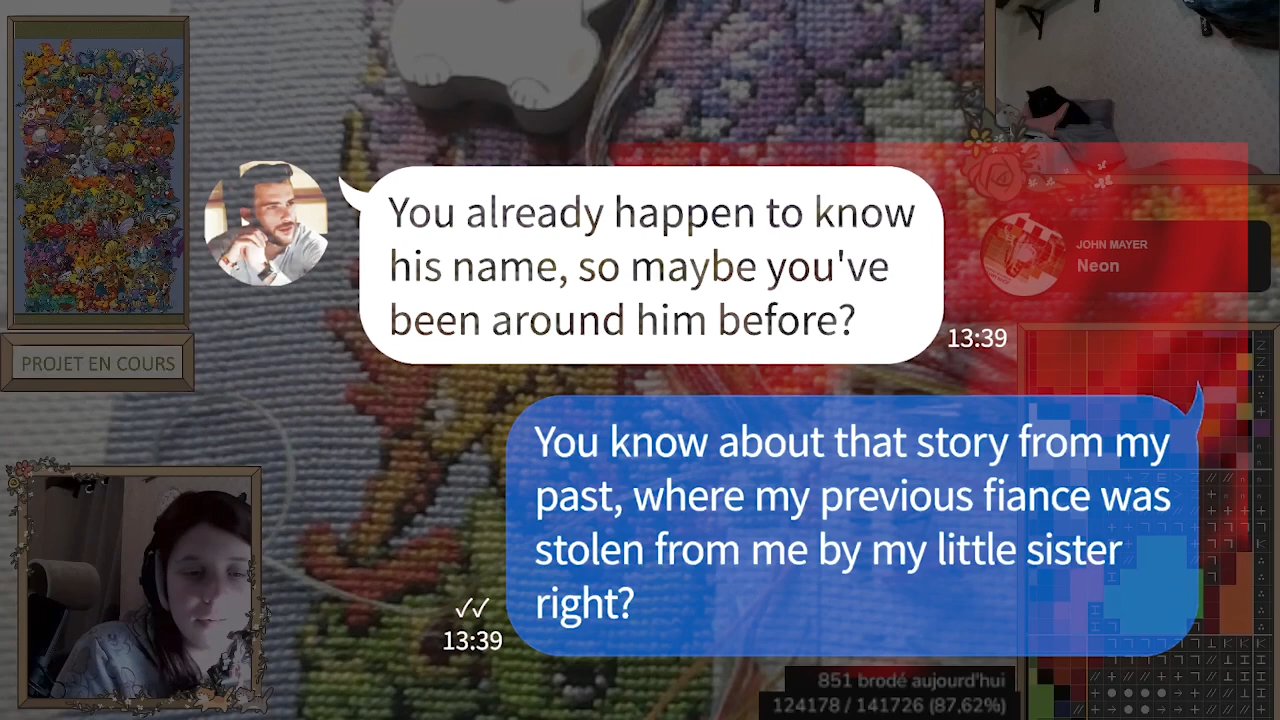 You already happen to know
his name, so maybe you've
been around him before?
13:39
JOHN MAYER
Neon
PROJET EN COURS
You know about that story from my
past, where my previous fiance was
stolen from me by my little sister
right?
13:39
851 brodé aujourd'hui
124178 / 141726 (87,62%)